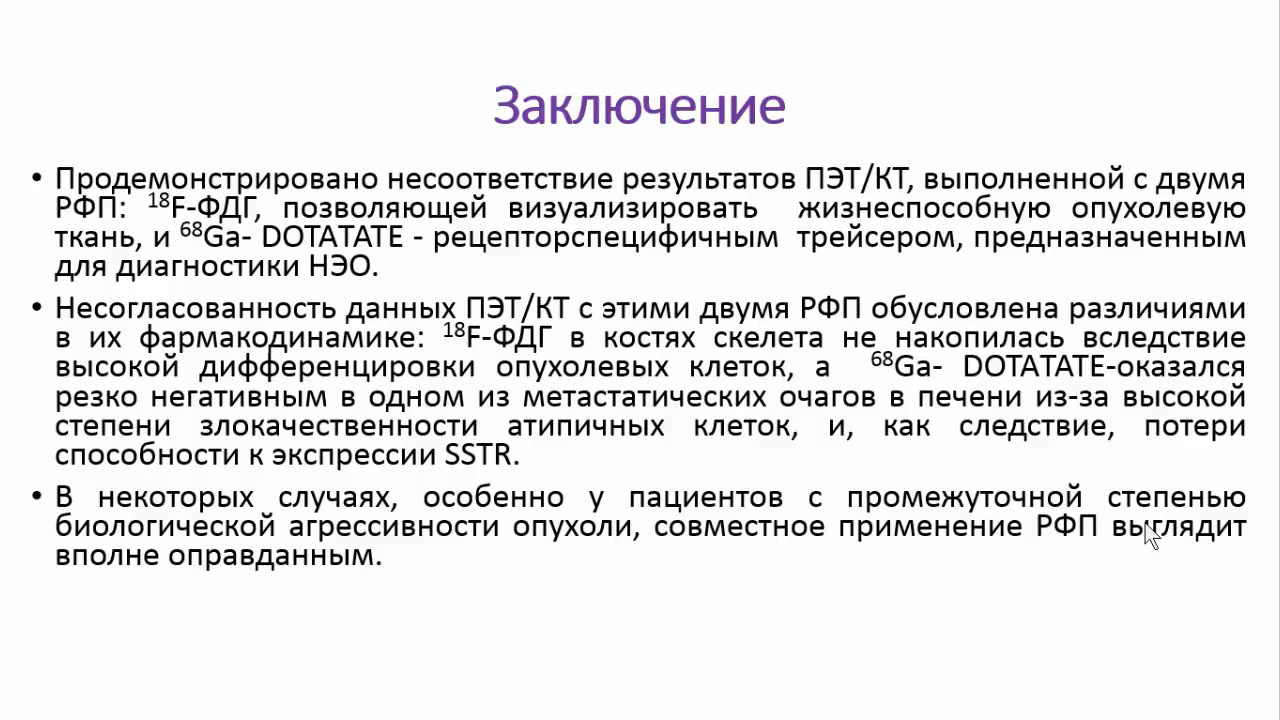 Заключение
• Продемонстрировано несоответствие результатов ПЭТ/КТ, выполненной с двумя
РФП: ¹⁸F-ФДГ, позволяющей визуализировать жизнеспособную опухолевую
ткань, и ⁶⁸Ga- DOTATATE - рецепторспецифичным трейсером, предназначенным
для диагностики НЭО.
• Несогласованность данных ПЭТ/КТ с этими двумя РФП обусловлена различиями
в их фармакодинамике: ¹⁸F-ФДГ в костях скелета не накопилась вследствие
высокой дифференцировки опухолевых клеток, а ⁶⁸Ga- DOTATATE-оказался
резко негативным в одном из метастатических очагов в печени из-за высокой
степени злокачественности атипичных клеток, и, как следствие, потери
способности к экспрессии SSTR.
• В некоторых случаях, особенно у пациентов с промежуточной степенью
биологической агрессивности опухоли, совместное применение РФП выглядит
вполне оправданным.